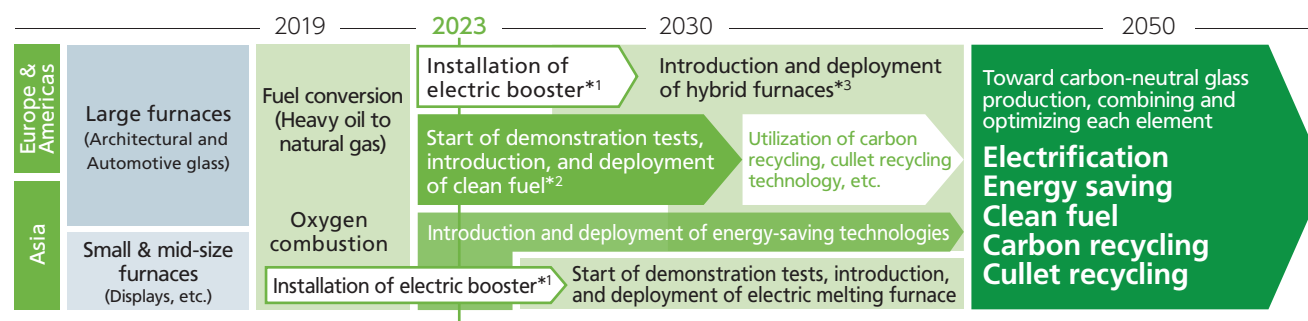 2019
2023
2030
2050
Europe &
Americas
Asia
Large furnaces
(Architectural and
Automotive glass)
Small & mid-size
furnaces
(Displays, etc.)
Fuel conversion
(Heavy oil to
natural gas)
Oxygen
combustion
Installation of
electric booster*1
Introduction and deployment
of hybrid furnaces*3
Start of demonstration tests,
introduction, and deployment
of clean fuel*2
Utilization of carbon
recycling, cullet recycling
technology, etc.
Introduction and deployment of energy-saving technologies
Installation of electric booster*1
Start of demonstration tests, introduction,
and deployment of electric melting furnace
Toward carbon-neutral glass
production, combining and
optimizing each element
Electrification
Energy saving
Clean fuel
Carbon recycling
Cullet recycling